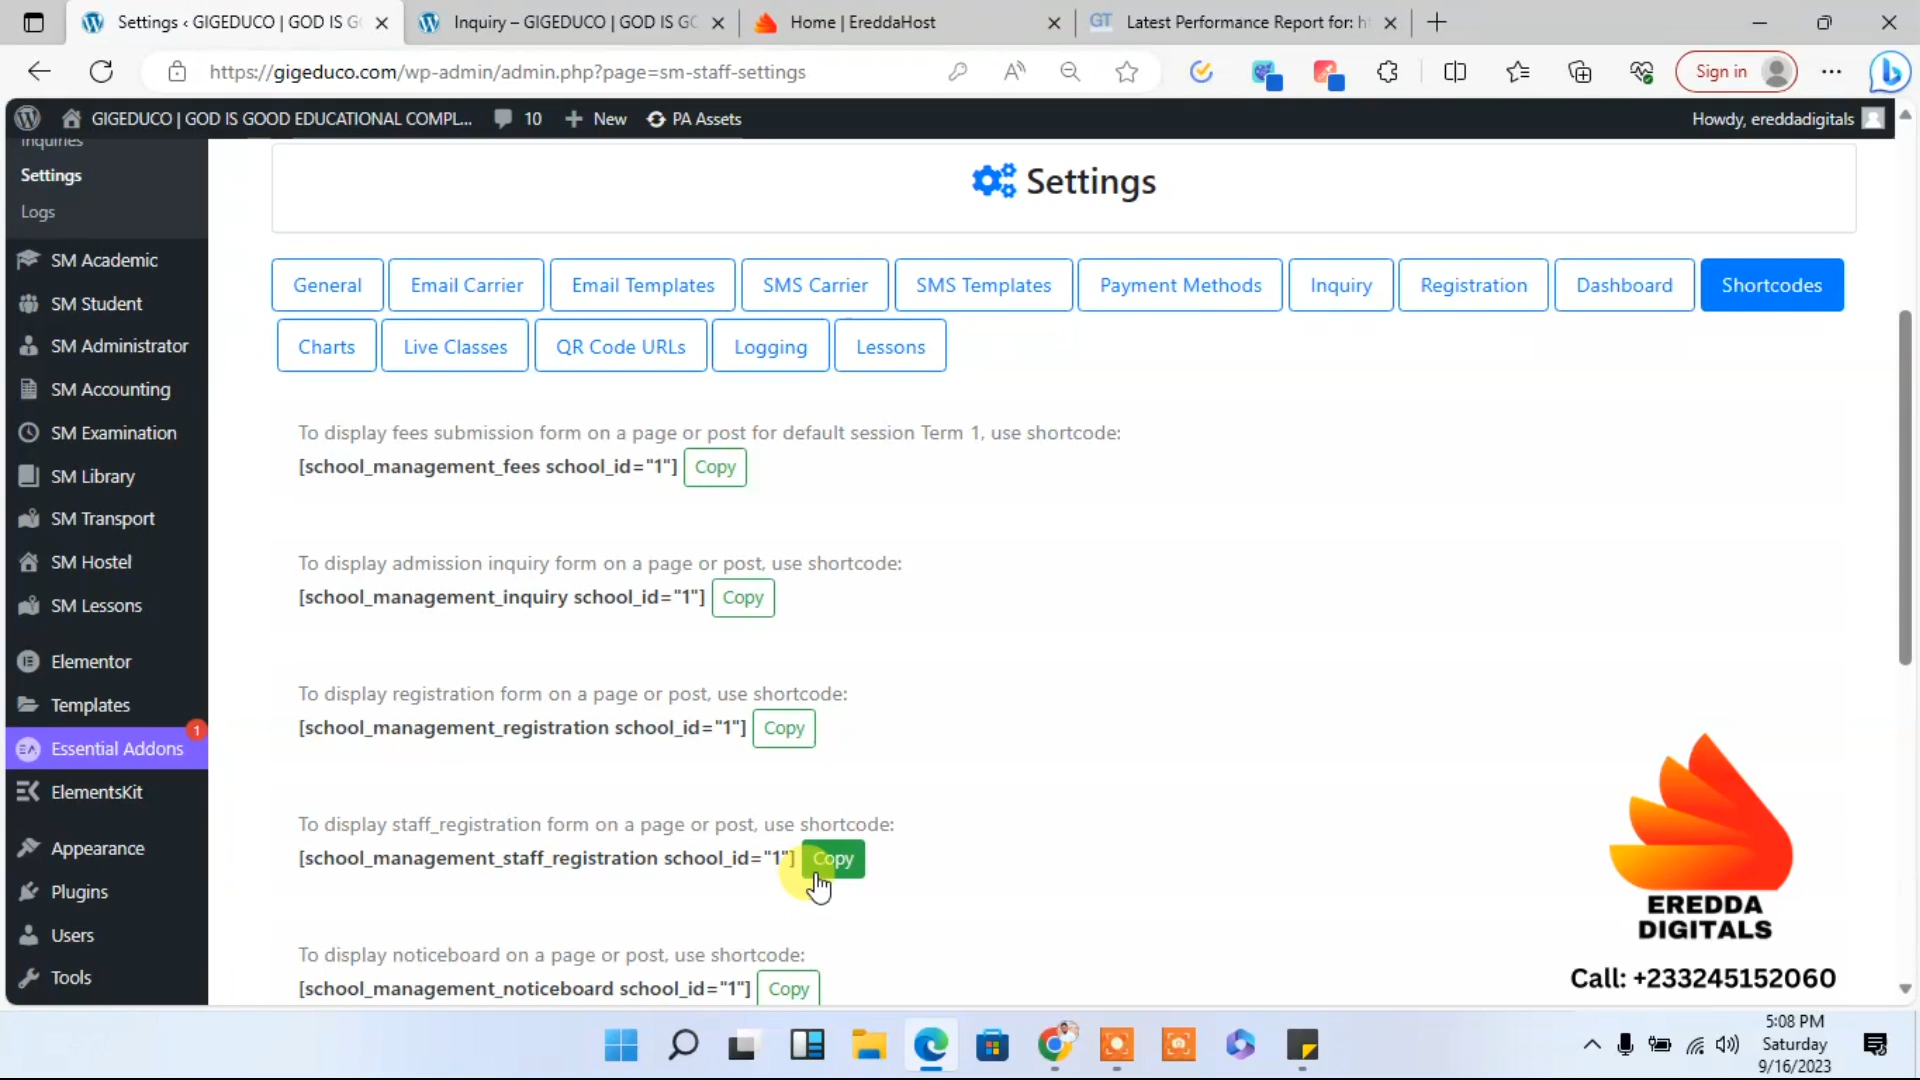 Settings ‹ GIGEDUCO | GOD IS G
Inquiry – GIGEDUCO | GOD IS GC
Home | EreddaHost
GT
Latest Performance Report for: h
https://gigeduco.com/wp-admin/admin.php?page=sm-staff-settings
Sign in
GIGEDUCO | GOD IS GOOD EDUCATIONAL COMPL...
10
New
PA Assets
Howdy, ereddadigitals
Inquiries
Settings
Logs
SM Academic
SM Student
SM Administrator
SM Accounting
SM Examination
SM Library
SM Transport
SM Hostel
SM Lessons
Elementor
Templates
Essential Addons
1
ElementsKit
Appearance
Plugins
Users
Tools
Settings
General
Email Carrier
Email Templates
SMS Carrier
SMS Templates
Payment Methods
Inquiry
Registration
Dashboard
Shortcodes
Charts
Live Classes
QR Code URLs
Logging
Lessons
To display fees submission form on a page or post for default session Term 1, use shortcode:
[school_management_fees school_id="1"] Copy
To display admission inquiry form on a page or post, use shortcode:
[school_management_inquiry school_id="1"] Copy
To display registration form on a page or post, use shortcode:
[school_management_registration school_id="1"] Copy
To display staff_registration form on a page or post, use shortcode:
[school_management_staff_registration school_id="1"] Copy
To display noticeboard on a page or post, use shortcode:
[school_management_noticeboard school_id="1"] Copy
EREDDA
DIGITALS
Call: +233245152060
5:08 PM
Saturday
9/16/2023